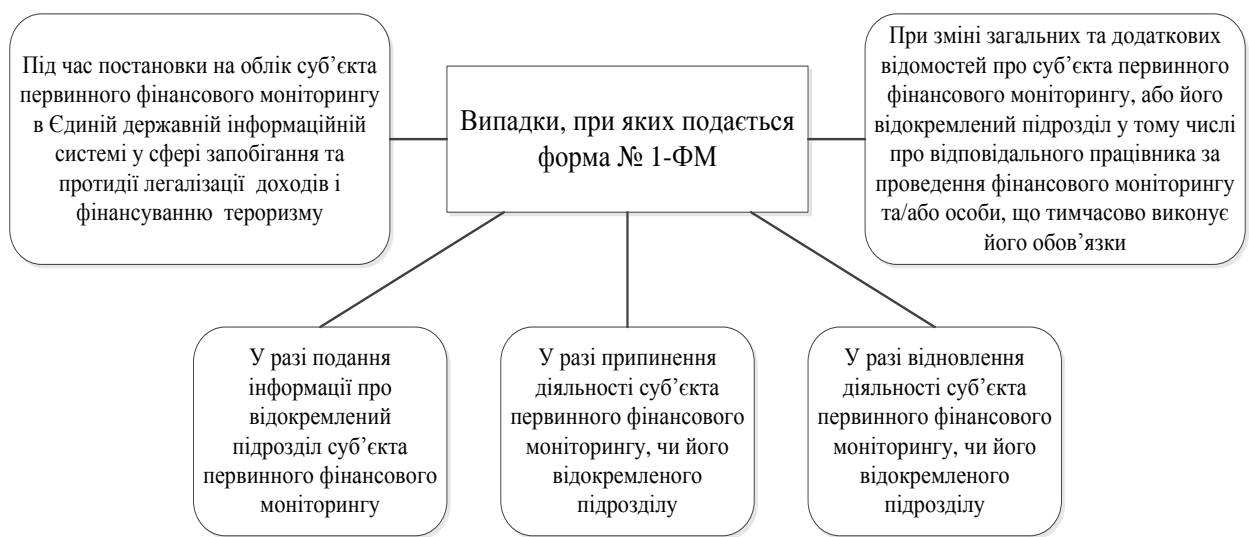 Під час постановки на облік суб’єкта
первинного фінансового моніторингу
в Єдиній державній інформаційній
системі у сфері запобігання та
протидії легалізації доходів і
фінансуванню тероризму
Випадки, при яких подається
форма № 1-ФМ
При зміні загальних та додаткових
відомостей про суб’єкта первинного
фінансового моніторингу, або його
відокремлений підрозділ у тому числі
про відповідального працівника за
проведення фінансового моніторингу
та/або особи, що тимчасово виконує
його обов’язки
У разі подання
інформації про
відокремлений
підрозділ суб’єкта
первинного фінансового
моніторингу
У разі припинення
діяльності суб’єкта
первинного фінансового
моніторингу, чи його
відокремленого
підрозділу
У разі відновлення
діяльності суб’єкта
первинного фінансового
моніторингу, чи його
відокремленого
підрозділу